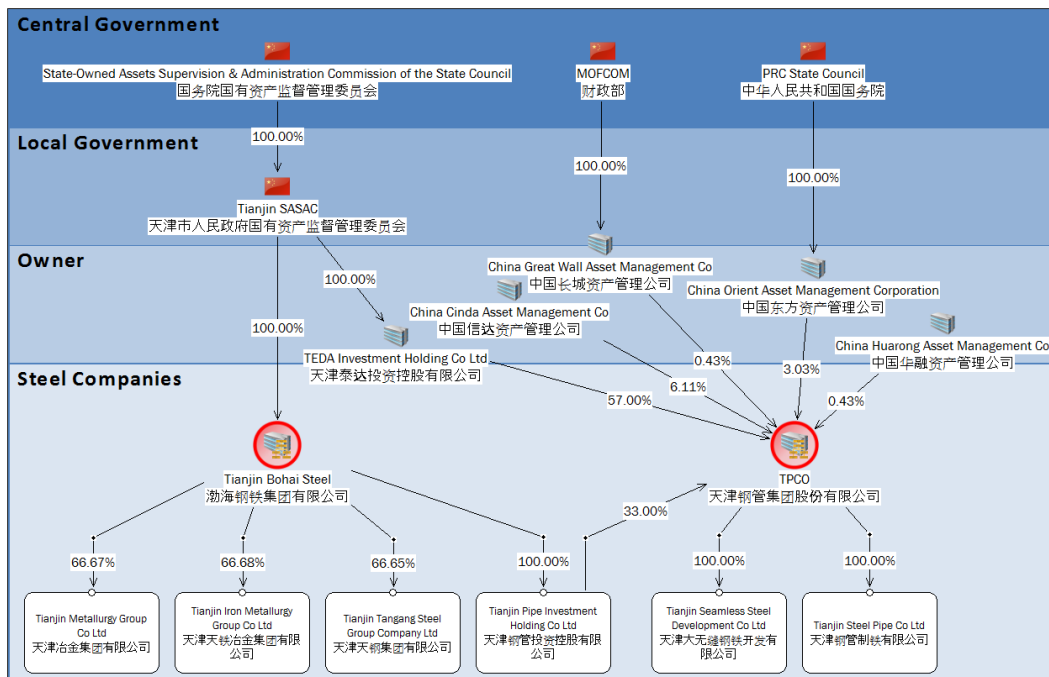 Central Government
State-Owned Assets Supervision & Administration Commission of the State Council
国务院国有资产监督管理委员会
MOFCOM
财政部
PRC State Council
中华人民共和国国务院
100.00%
Local Government
100.00%
100.00%
Tianjin SASAC
天津市人民政府国有资产监督管理委员会
Owner
China Great Wall Asset Management Co
中国长城资产管理公司
100.00%
China Orient Asset Management Corporation
中国东方资产管理公司
China Cinda Asset Management Co
中国信达资产管理公司
100.00%
China Huarong Asset Management Co
中国华融资产管理公司
TEDA Investment Holding Co Ltd
天津泰达投资控股有限公司
0.43%
3.03%
Steel Companies
6.11%
57.00%
0.43%
Tianjin Bohai Steel
渤海钢铁集团有限公司
TPCO
天津钢管集团股份有限公司
33.00%
66.67%
66.68%
66.65%
100.00%
100.00%
100.00%
Tianjin Metallurgy Group
Co Ltd
天津冶金集团有限公司
Tianjin Iron Metallurgy
Group Co Ltd
天津天铁冶金集团有限
公司
Tianjin Tangang Steel
Group Company Ltd
天津天钢集团有限公司
Tianjin Pipe Investment
Holding Co Ltd
天津钢管投资控股有限
公司
Tianjin Seamless Steel
Development Co Ltd
天津大无缝钢铁开发有
限公司
Tianjin Steel Pipe Co Ltd
天津钢管制铁有限公司